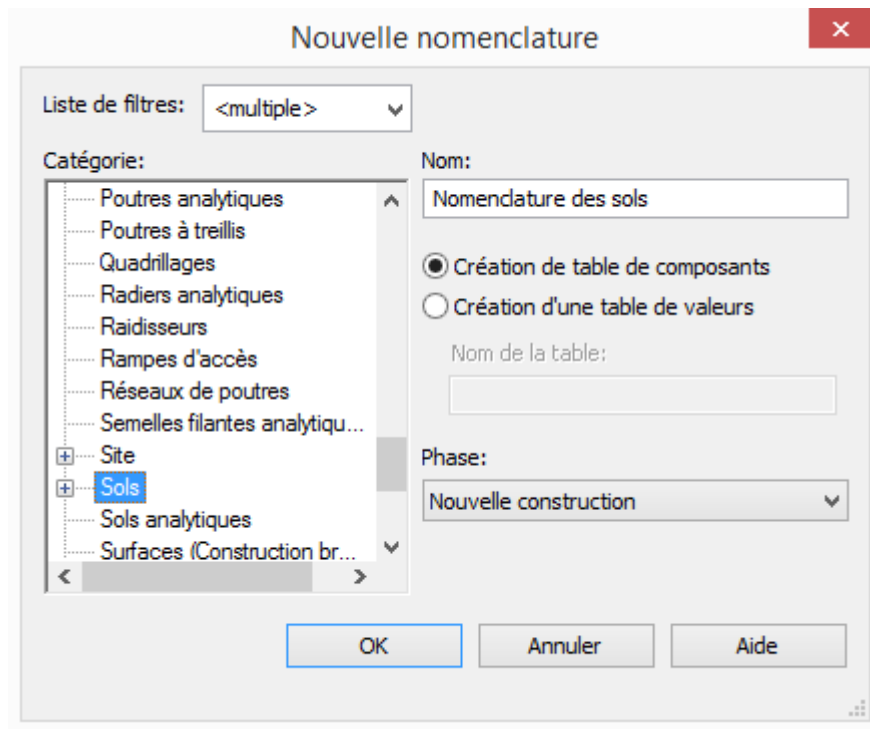 Nouvelle nomenclature
Liste de filtres:
<multiple>
Catégorie:
Poutres analytiques
Poutres à treillis
Quadrillages
Radiers analytiques
Raidisseurs
Rampes d'accès
Réseaux de poutres
Semelles filantes analytiqu...
Site
Sols
Sols analytiques
Surfaces (Construction br...
Nom:
Nomenclature des sols
Création de table de composants
Création d'une table de valeurs
Nom de la table:
Phase:
Nouvelle construction
OK
Annuler
Aide